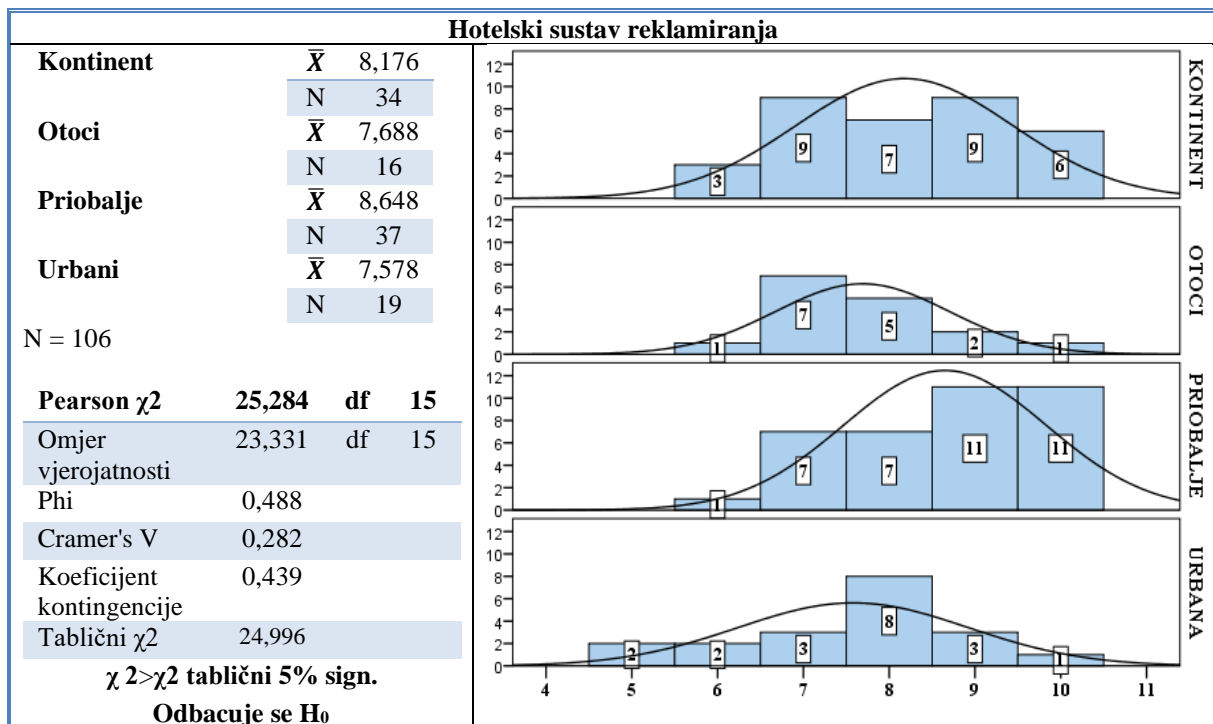 Hotelski sustav reklamiranja
Kontinent X̄ 8,176
N 34
Otoci X̄ 7,688
N 16
Priobalje X̄ 8,648
N 37
Urbani X̄ 7,578
N 19
N = 106
Pearson χ2 25,284 df 15
Omjer 23,331 df 15
vjerojatnosti
Phi 0,488
Cramer's V 0,282
Koeficijent 0,439
kontingencije
Tablični χ2 24,996
χ 2>χ2 tablični 5% sign.
Odbacuje se H₀
12
10
8
6
4
2
0
3 9 7 9 6
KONTINENT
12
10
8
6
4
2
0
1 7 5 2 1
OTOCI
12
10
8
6
4
2
0
1 7 7 11 11
PRIOBALJE
12
10
8
6
4
2
0
2 2 3 8 3 1
URBANA
4 5 6 7 8 9 10 11